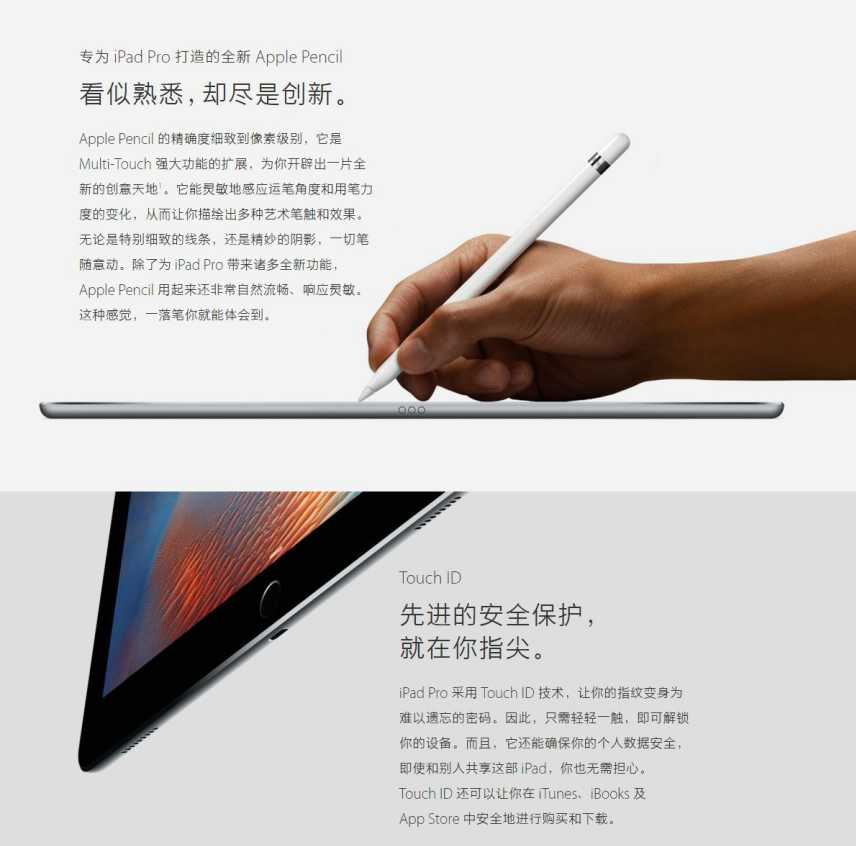 专为 iPad Pro 打造的全新 Apple Pencil
看似熟悉，却尽是创新。
Apple Pencil 的精确度细致到像素级别，它是
Multi-Touch 强大功能的扩展，为你开辟出一片全
新的创意天地¹。它能灵敏地感应运笔角度和用笔力
度的变化，从而让你描绘出多种艺术笔触和效果。
无论是特别细致的线条，还是精妙的阴影，一切笔
随意动。除了为 iPad Pro 带来诸多全新功能，
Apple Pencil 用起来还非常自然流畅、响应灵敏。
这种感觉，一落笔你就能体会到。
Touch ID
先进的安全保护，
就在你指尖。
iPad Pro 采用 Touch ID 技术，让你的指纹变身为
难以遗忘的密码。因此，只需轻轻一触，即可解锁
你的设备。而且，它还能确保你的个人数据安全，
即使和别人共享这部 iPad，你也无需担心。
Touch ID 还可以让你在 iTunes、iBooks 及
App Store 中安全地进行购买和下载。